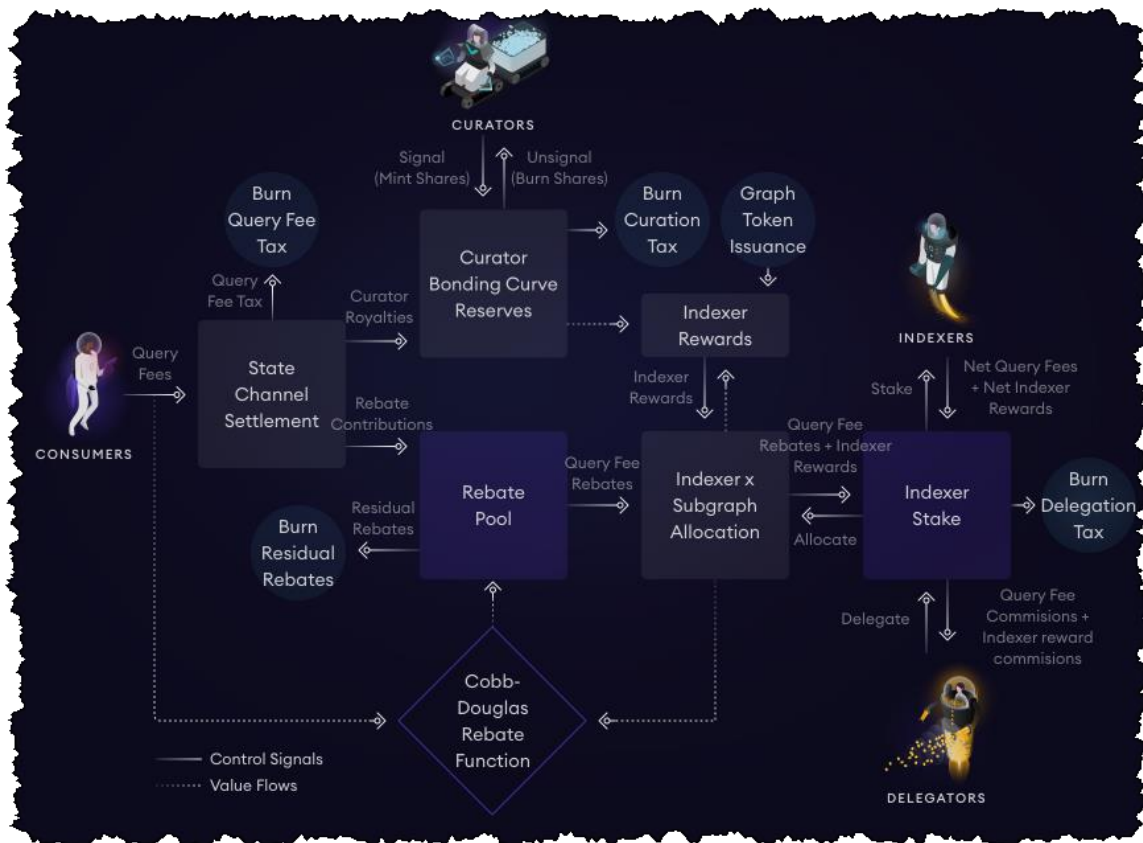 CURATORS
Signal
(Mint Shares)
Unsignal
(Burn Shares)
Burn
Query Fee
Tax
Burn
Curation
Tax
Graph
Token
Issuance
Curator
Bonding Curve
Reserves
Query
Fee Tax
Curator
Royalties
Indexer
Rewards
INDEXERS
Query
Fees
State
Channel
Settlement
Indexer
Rewards
Stake
Net Query Fees
+ Net Indexer
Rewards
CONSUMERS
Rebate
Contributions
Query Fee
Rebates + Indexer
Rewards
Rebate
Pool
Query Fee
Rebates
Indexer x
Subgraph
Allocation
Indexer
Stake
Burn
Delegation
Tax
Residual
Rebates
Burn
Residual
Rebates
Allocate
Delegate
Query Fee
Commisions +
Indexer reward
commisions
Cobb-
Douglas
Rebate
Function
Control Signals
Value Flows
DELEGATORS